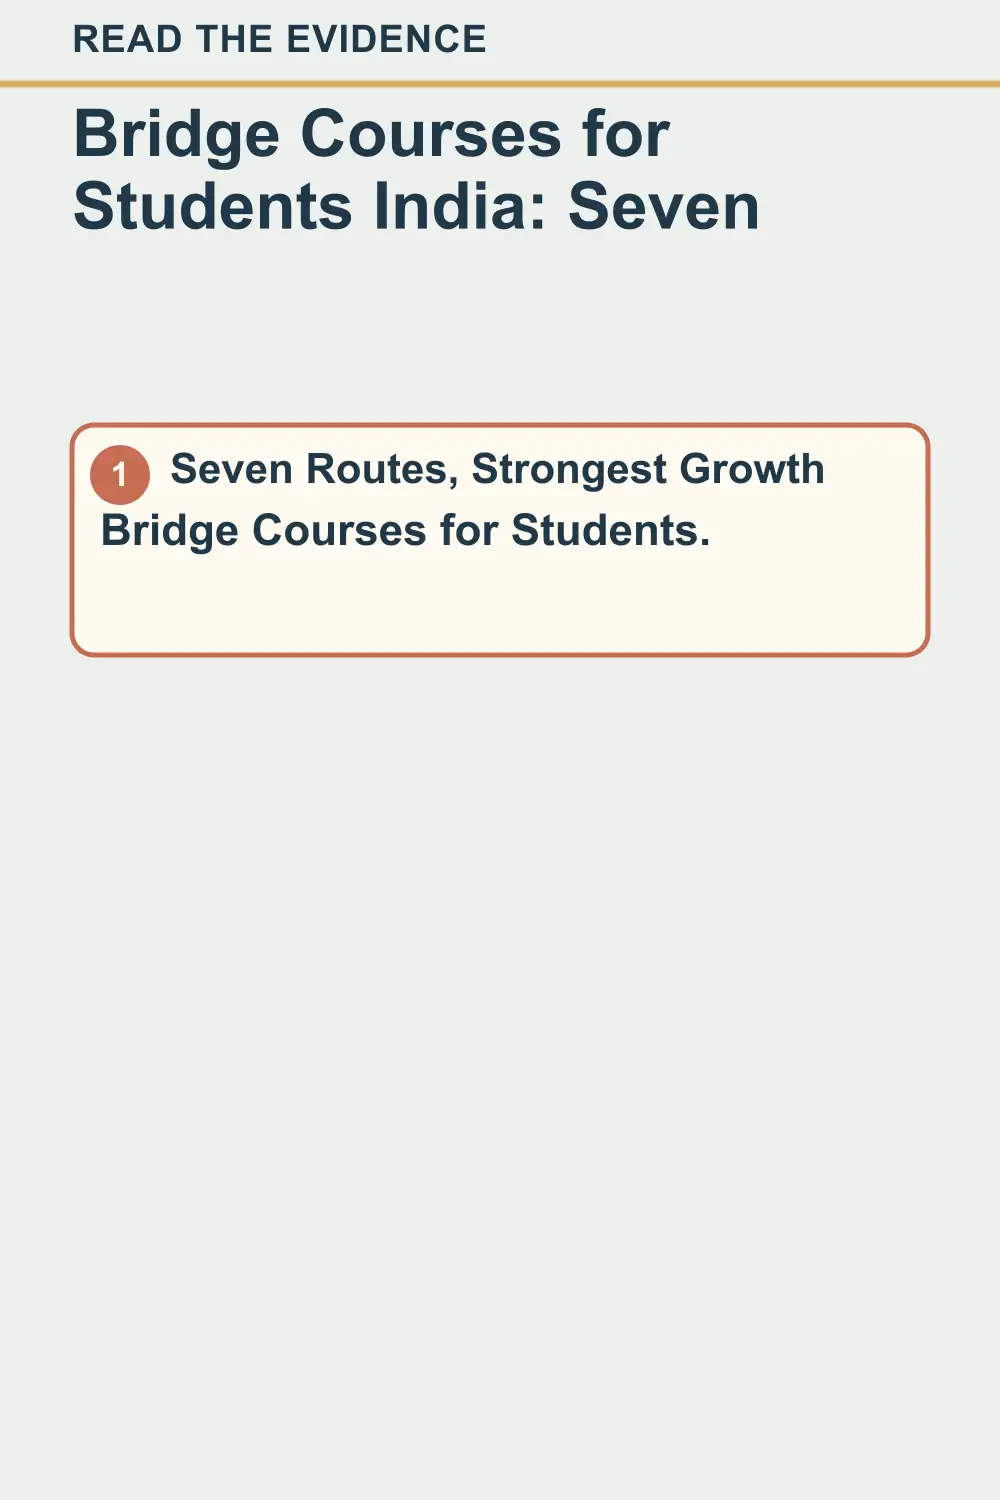 READ THE EVIDENCE
Bridge Courses for
Students India: Seven
1 Seven Routes, Strongest Growth
Bridge Courses for Students.